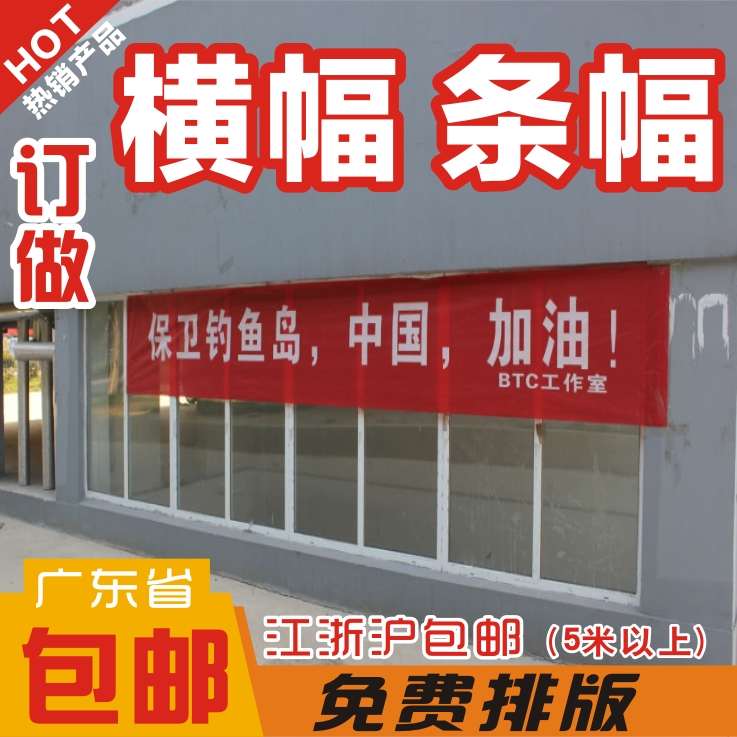 HOT
热销产品
横幅 条幅
订做
保卫钓鱼岛，中国，加油！
BTC工作室
广东省
包邮
江浙沪包邮（5米以上）
免费排版